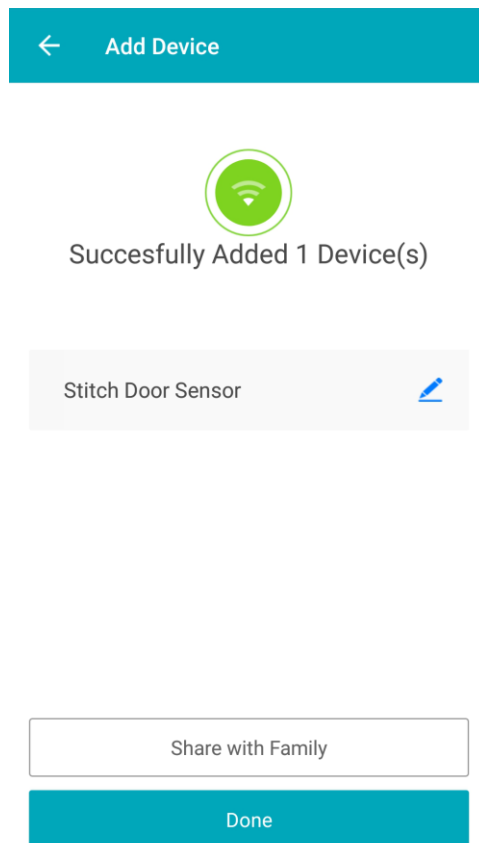 Add Device
Succesfully Added 1 Device(s)
Stitch Door Sensor
Share with Family
Done